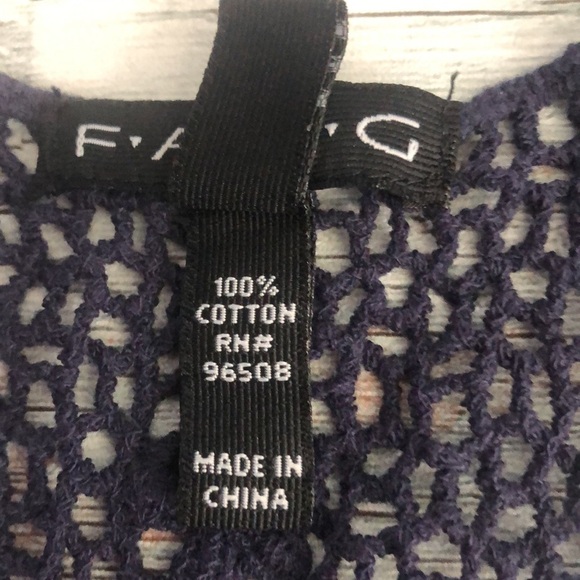 F•A •G
100%
COTTON
RN#
96508
MADE IN
CHINA